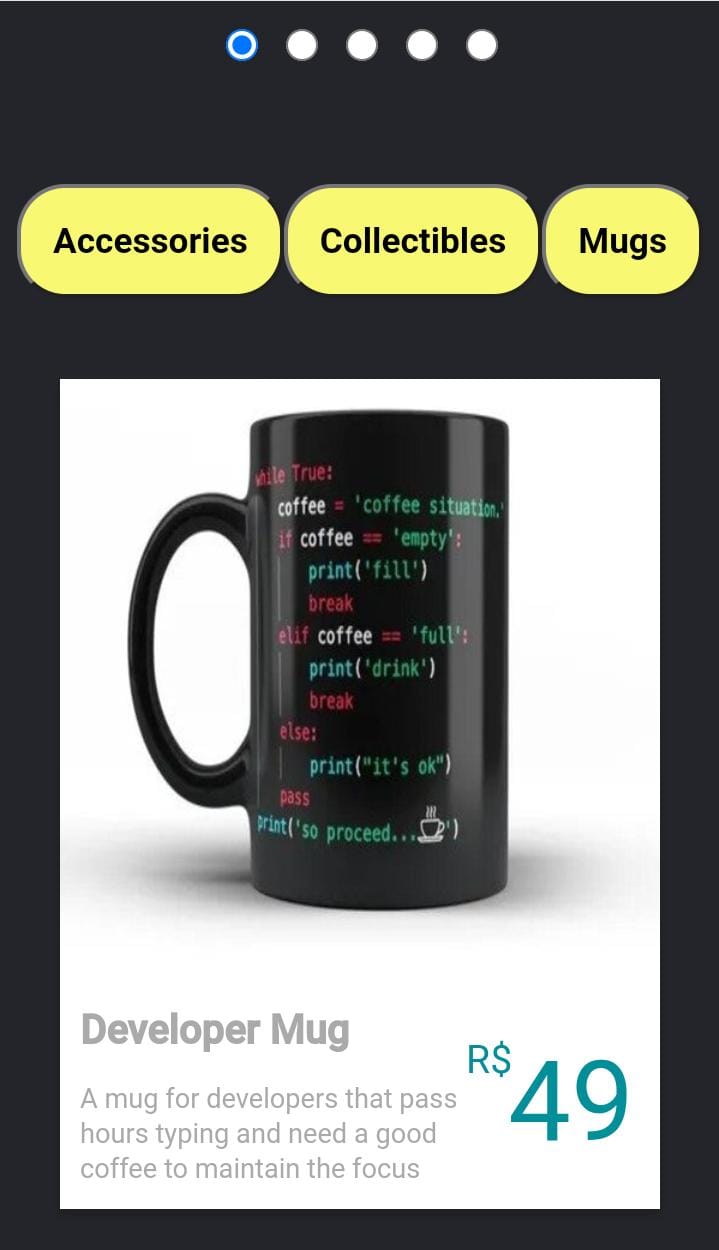 Accessories Collectibles Mugs
while True:
coffee = 'coffee situation.'
if coffee == 'empty':
print('fill')
break
elif coffee == 'full':
print('drink')
break
else:
print("it's ok")
pass
print('so proceed...')
Developer Mug
R$ 49
A mug for developers that pass
hours typing and need a good
coffee to maintain the focus